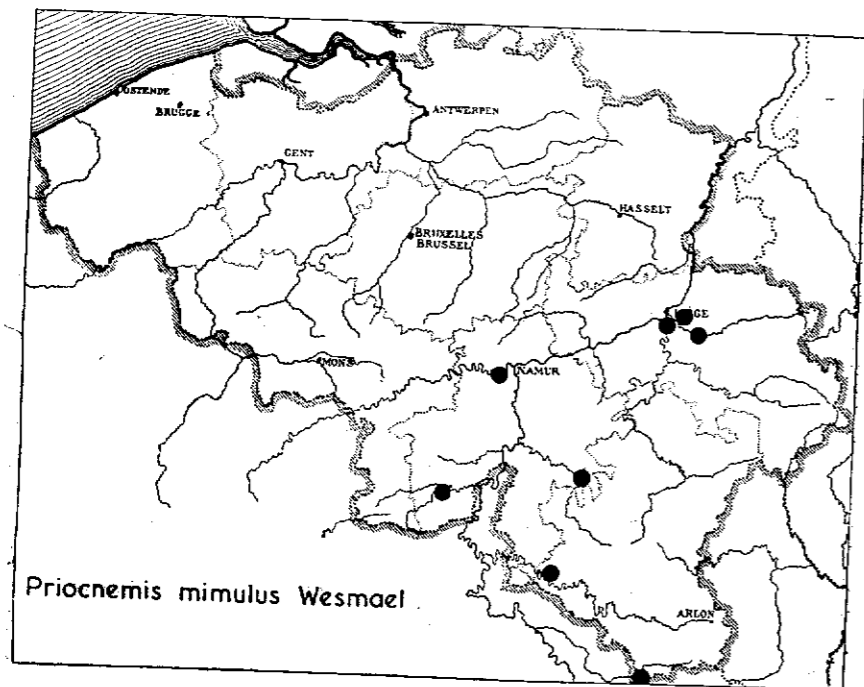 OSTENDE
BRUGGE
ANTWERPEN
GENT
HASSELT
BRUXELLES
BRUSSEL
MONS
NAMUR
ARLON
Priocnemis mimulus Wesmael